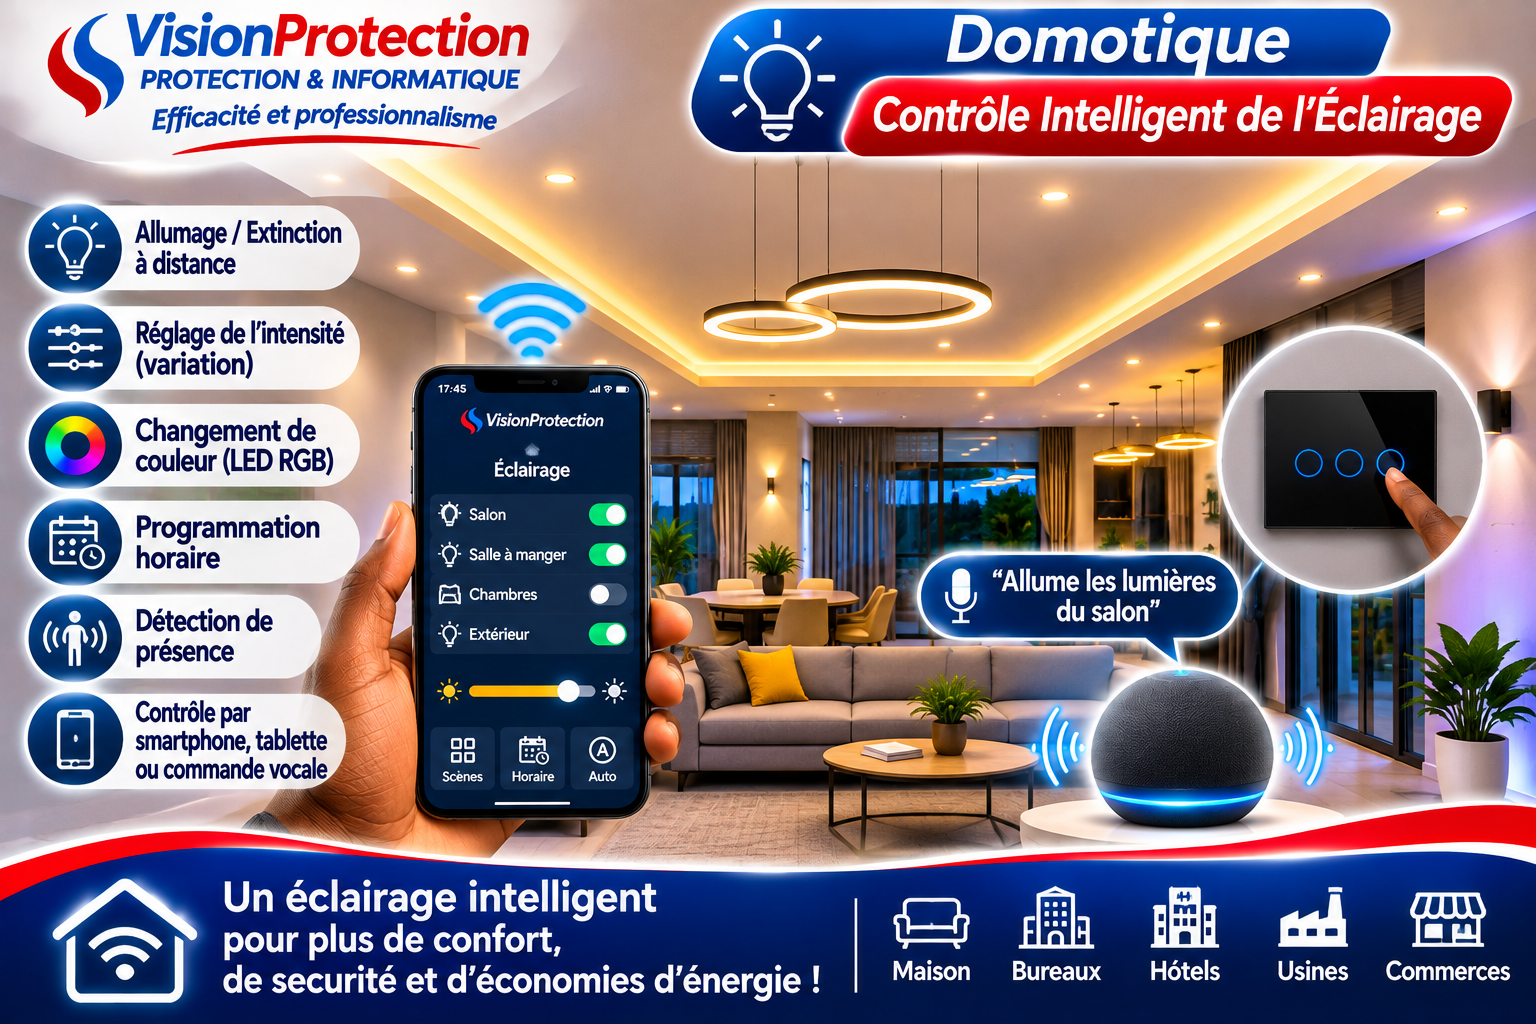 VisionProtection
PROTECTION & INFORMATIQUE
Efficacité et professionnalisme
Domotique
Contrôle Intelligent de l'Éclairage
Allumage / Extinction
à distance
Réglage de l'intensité
(variation)
Changement de
couleur (LED RGB)
Programmation
horaire
Détection de
présence
Contrôle par
smartphone, tablette
ou commande vocale
17:45
VisionProtection
Éclairage
Salon
Salle à manger
Chambres
Extérieur
Scènes
Horaire
A
Auto
"Allume les lumières
du salon"
Un éclairage intelligent
pour plus de confort,
de securité et d'économies d'énergie !
Maison
Bureaux
Hôtels
Usines
Commerces